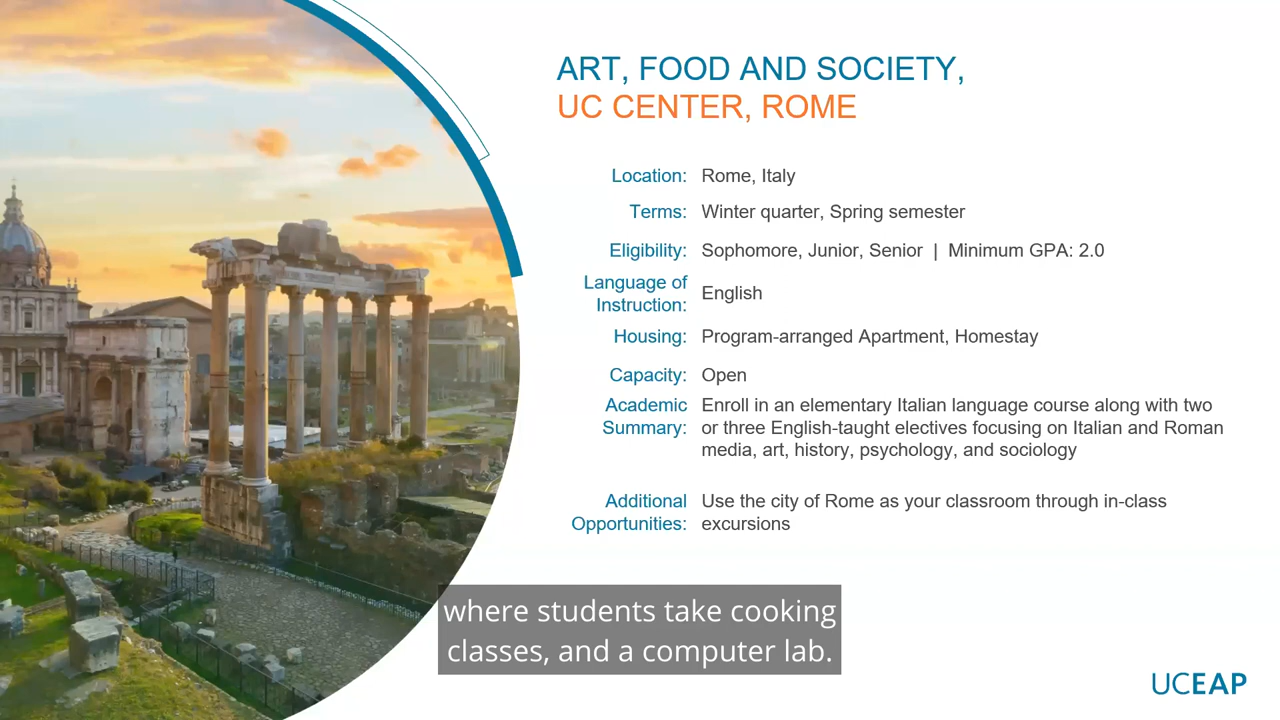 ART, FOOD AND SOCIETY,
UC CENTER, ROME
Location: Rome, Italy
Terms: Winter quarter, Spring semester
Eligibility: Sophomore, Junior, Senior | Minimum GPA: 2.0
Language of
Instruction: English
Housing: Program-arranged Apartment, Homestay
Capacity: Open
Academic Enroll in an elementary Italian language course along with two
Summary: or three English-taught electives focusing on Italian and Roman
media, art, history, psychology, and sociology
Additional Use the city of Rome as your classroom through in-class
Opportunities: excursions
where students take cooking
classes, and a computer lab.
UCEAP